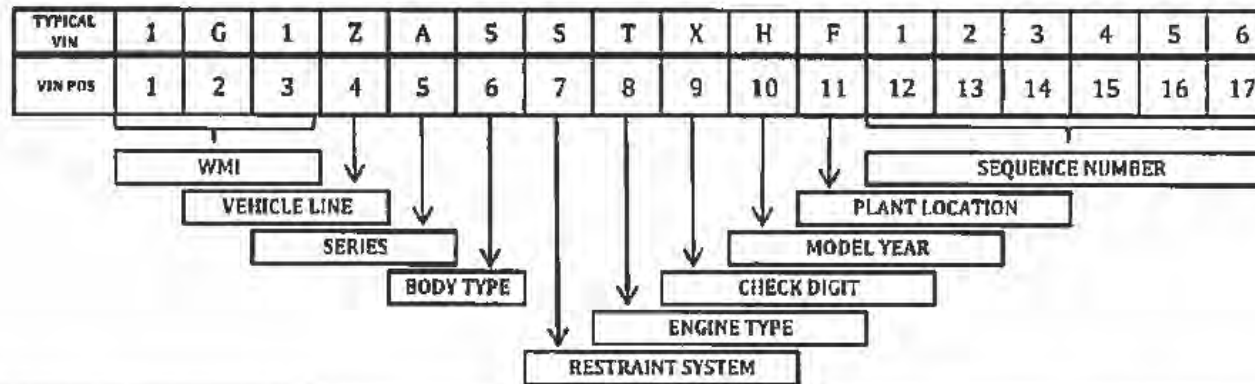 TYPICAL VIN 1 G 1 Z A S S T X H F 1 2 3 4 5 6
VIN POS 1 2 3 4 5 6 7 8 9 10 11 12 13 14 15 16 17
WMI SEQUENCE NUMBER
VEHICLE LINE PLANT LOCATION
SERIES MODEL YEAR
BODY TYPE CHECK DIGIT
ENGINE TYPE
RESTRAINT SYSTEM